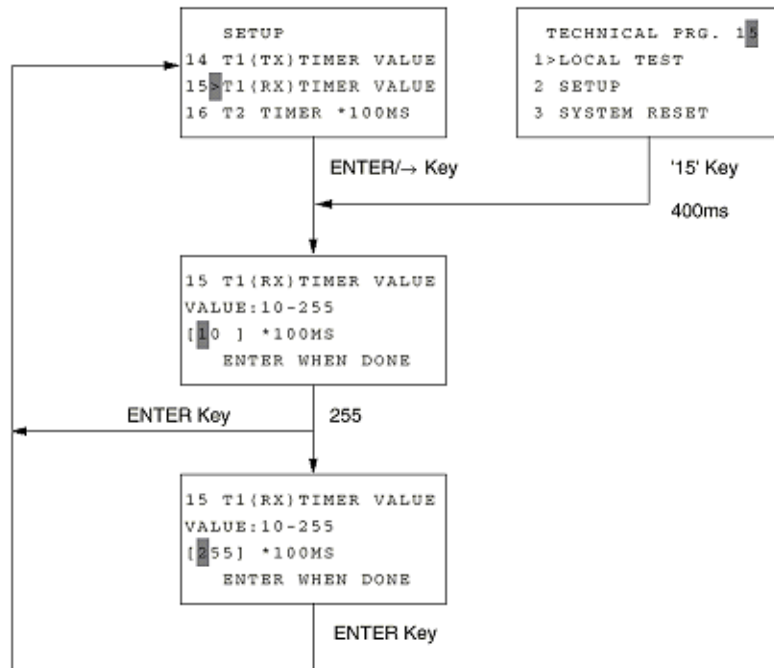 SETUP
14 T1(TX)TIMER VALUE
15>T1(RX)TIMER VALUE
16 T2 TIMER *100MS
TECHNICAL PRG. 15
1>LOCAL TEST
2 SETUP
3 SYSTEM RESET
ENTER/→ Key
'15' Key
400ms
15 T1(RX)TIMER VALUE
VALUE:10-255
[10 ] *100MS
ENTER WHEN DONE
ENTER Key
255
15 T1(RX)TIMER VALUE
VALUE:10-255
[255] *100MS
ENTER WHEN DONE
ENTER Key